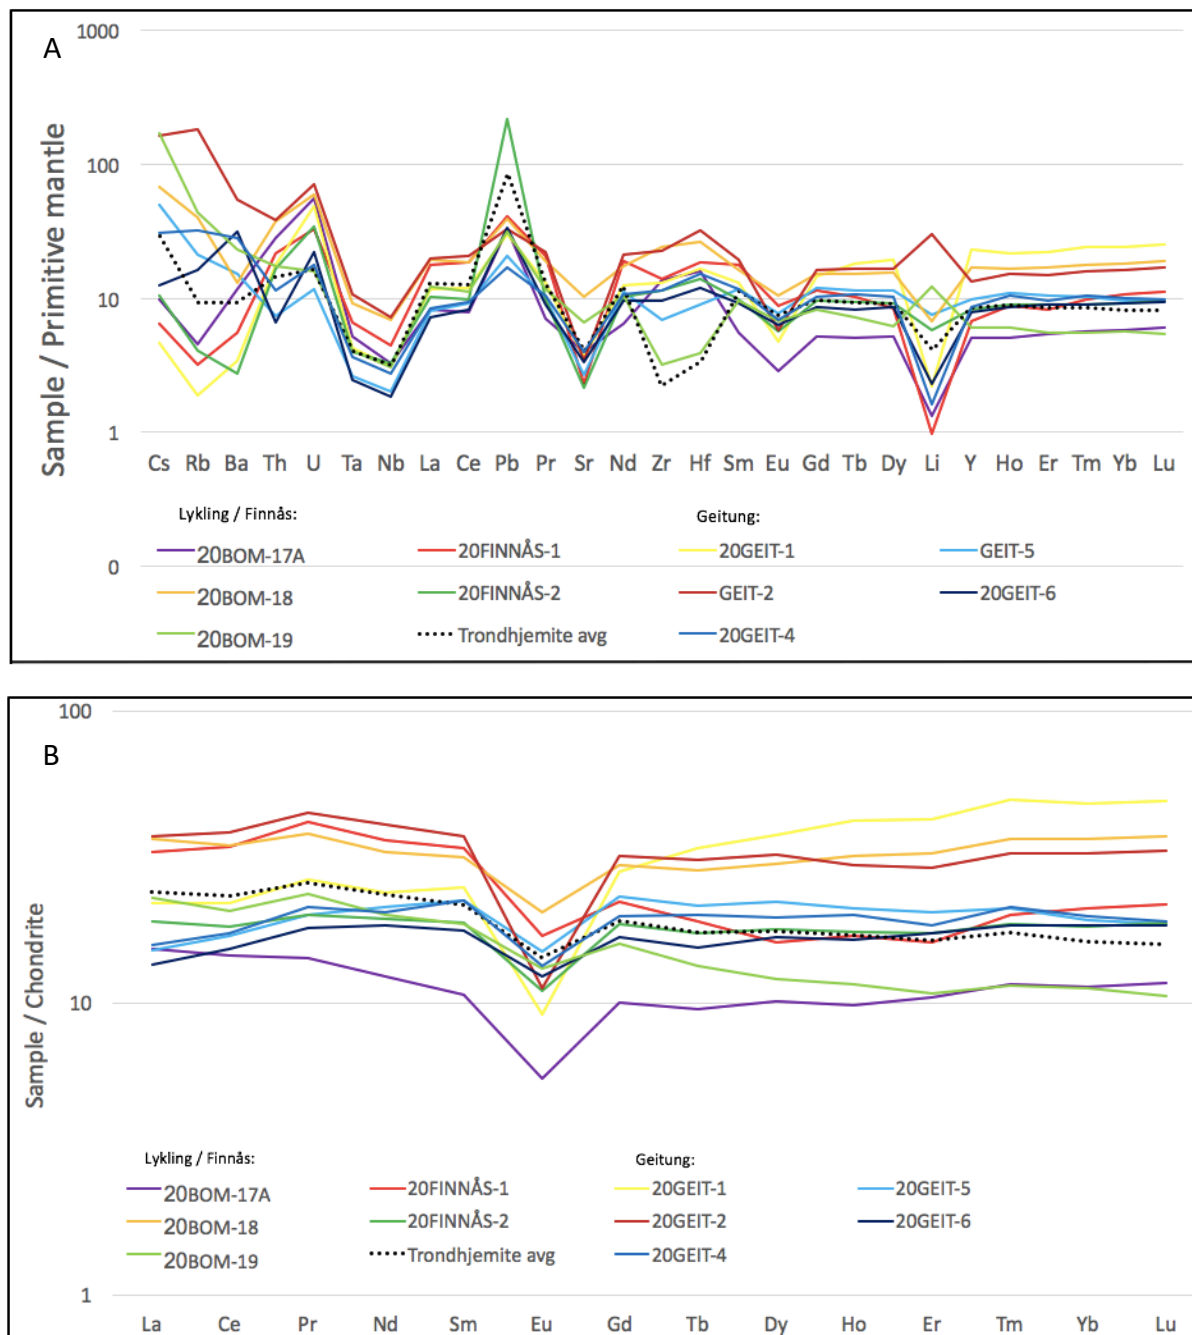 A
1000
100
10
1
0
Sample / Primitive mantle
Cs Rb Ba Th U Ta Nb La Ce Pb Pr Sr Nd Zr Hf Sm Eu Gd Tb Dy Li Y Ho Er Tm Yb Lu
Lykling / Finnås: Geitung:
20BOM-17A 20FINNÅS-1 20GEIT-1 GEIT-5
20BOM-18 20FINNÅS-2 GEIT-2 20GEIT-6
20BOM-19 Trondhjemite avg 20GEIT-4
B
100
10
1
Sample / Chondrite
Lykling / Finnås: Geitung:
20BOM-17A 20FINNÅS-1 20GEIT-1 20GEIT-5
20BOM-18 20FINNÅS-2 20GEIT-2 20GEIT-6
20BOM-19 Trondhjemite avg 20GEIT-4
La Ce Pr Nd Sm Eu Gd Tb Dy Ho Er Tm Yb Lu